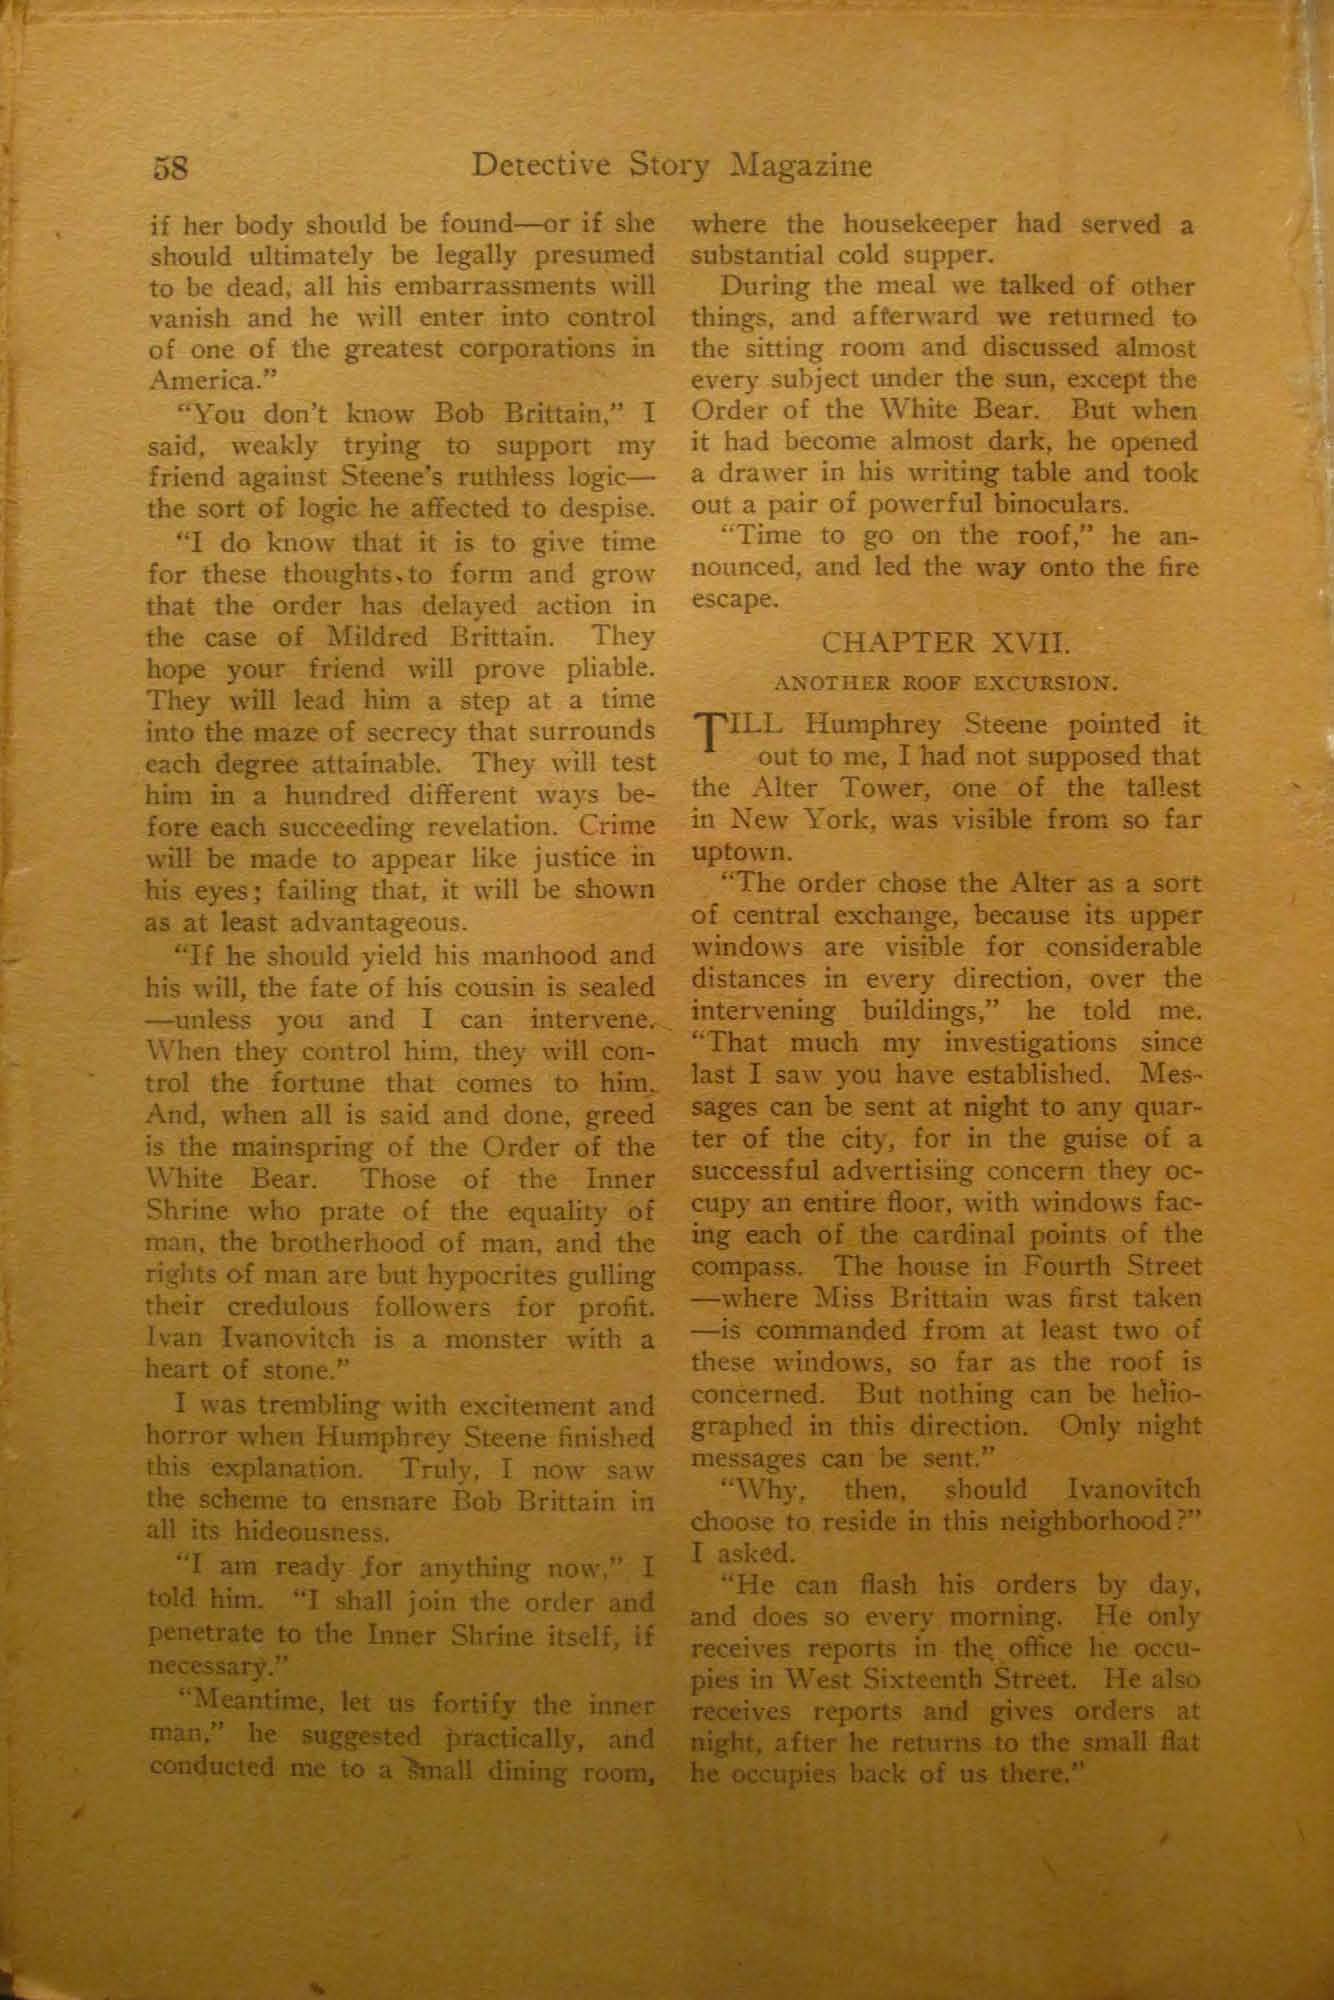 58
Detective Story Magazine
if her body should be found—or if she
should ultimately be legally presumed
to be dead, all his embarrassments will
vanish and he will enter into control
of one of the greatest corporations in
America.”
“You don’t know Bob Brittain,” I
said, weakly trying to support my
friend against Steene’s ruthless logic—
the sort of logic he affected to despise.
“I do know that it is to give time
for these thoughts to form and grow
that the order has delayed action in
the case of Mildred Brittain. They
hope your friend will prove pliable.
They will lead him a step at a time
into the maze of secrecy that surrounds
each degree attainable. They will test
him in a hundred different ways be-
fore each succeeding revelation. Crime
will be made to appear like justice in
his eyes; failing that, it will be shown
as at least advantageous.
“If he should yield his manhood and
his will, the fate of his cousin is sealed
—unless you and I can intervene.
When they control him, they will con-
trol the fortune that comes to him.
And, when all is said and done, greed
is the mainspring of the Order of the
White Bear. Those of the Inner
Shrine who prate of the equality of
man, the brotherhood of man, and the
rights of man are but hypocrites gulling
their credulous followers for profit.
Ivan Ivanovitch is a monster with a
heart of stone.”
I was trembling with excitement and
horror when Humphrey Steene finished
this explanation. Truly, I now saw
the scheme to ensnare Bob Brittain in
all its hideousness.
“I am ready for anything now,” I
told him. “I shall join the order and
penetrate to the Inner Shrine itself, if
necessary.”
“Meantime, let us fortify the inner
man,” he suggested practically, and
conducted me to a small dining room,
where the housekeeper had served a
substantial cold supper.
During the meal we talked of other
things, and afterward we returned to
the sitting room and discussed almost
every subject under the sun, except the
Order of the White Bear. But when
it had become almost dark, he opened
a drawer in his writing table and took
out a pair of powerful binoculars.
“Time to go on the roof,” he an-
nounced, and led the way onto the fire
escape.
CHAPTER XVII.
ANOTHER ROOF EXCURSION.
TILL Humphrey Steene pointed it
out to me, I had not supposed that
the Alter Tower, one of the tallest
in New York, was visible from so far
uptown.
“The order chose the Alter as a sort
of central exchange, because its upper
windows are visible for considerable
distances in every direction, over the
intervening buildings,” he told me.
“That much my investigations since
last I saw you have established. Mes-
sages can be sent at night to any quar-
ter of the city, for in the guise of a
successful advertising concern they oc-
cupy an entire floor, with windows fac-
ing each of the cardinal points of the
compass. The house in Fourth Street
—where Miss Brittain was first taken
—is commanded from at least two of
these windows, so far as the roof is
concerned. But nothing can be helio-
graphed in this direction. Only night
messages can be sent.”
“Why, then, should Ivanovitch
choose to reside in this neighborhood?”
I asked.
“He can flash his orders by day,
and does so every morning. He only
receives reports in the office he occu-
pies in West Sixteenth Street. He also
receives reports and gives orders at
night, after he returns to the small flat
he occupies back of us there.”